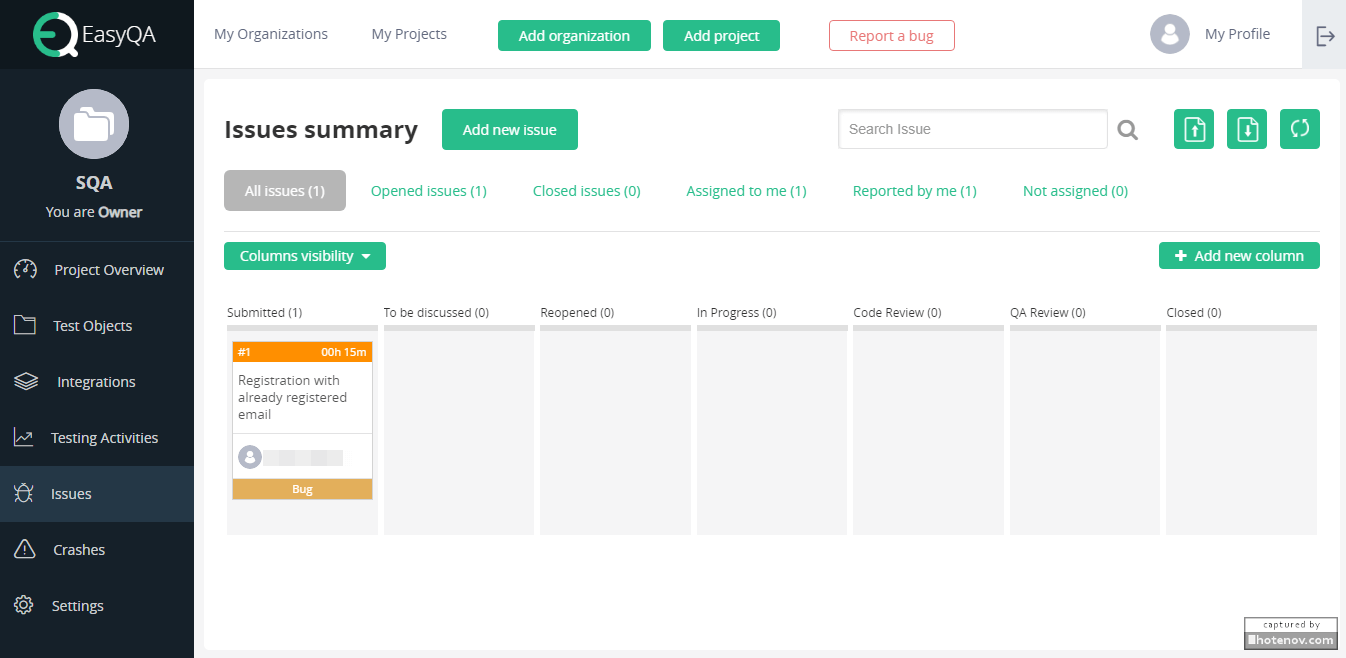 EasyQA
My Organizations
My Projects
Add organization
Add project
Report a bug
My Profile
SQA
You are Owner
Project Overview
Test Objects
Integrations
Testing Activities
Issues
Crashes
Settings
Issues summary
Add new issue
Search Issue
All issues (1)
Opened issues (1)
Closed issues (0)
Assigned to me (1)
Reported by me (1)
Not assigned (0)
Columns visibility
Add new column
Submitted (1)
To be discussed (0)
Reopened (0)
In Progress (0)
Code Review (0)
QA Review (0)
Closed (0)
#1
00h 15m
Registration with
already registered
email
Bug
captured by
hotenov.com